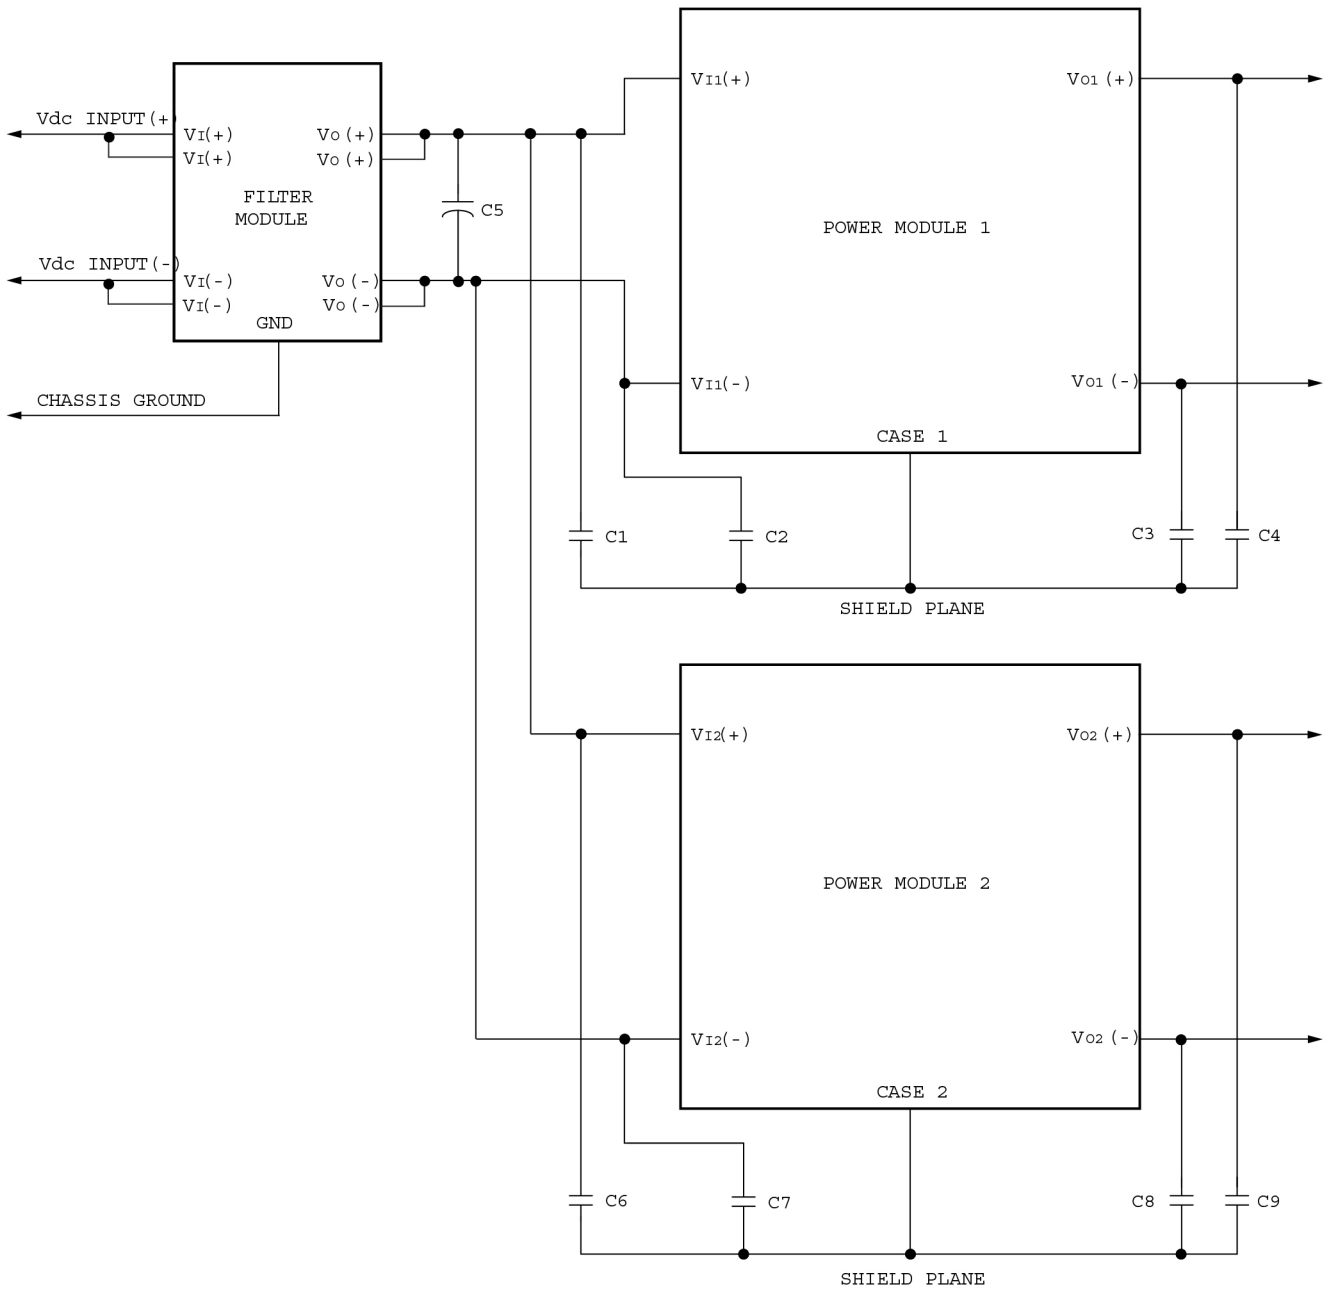 Vdc INPUT(+)
VI(+)
VI(+)
VO(+)
VO(+)
FILTER
MODULE
C5
Vdc INPUT(-)
VI(-)
VI(-)
VO(-)
VO(-)
GND
CHASSIS GROUND
VI1(+)
VO1(+)
POWER MODULE 1
VI1(-)
VO1(-)
CASE 1
C1
C2
C3
C4
SHIELD PLANE
VI2(+)
VO2(+)
POWER MODULE 2
VI2(-)
VO2(-)
CASE 2
C6
C7
C8
C9
SHIELD PLANE